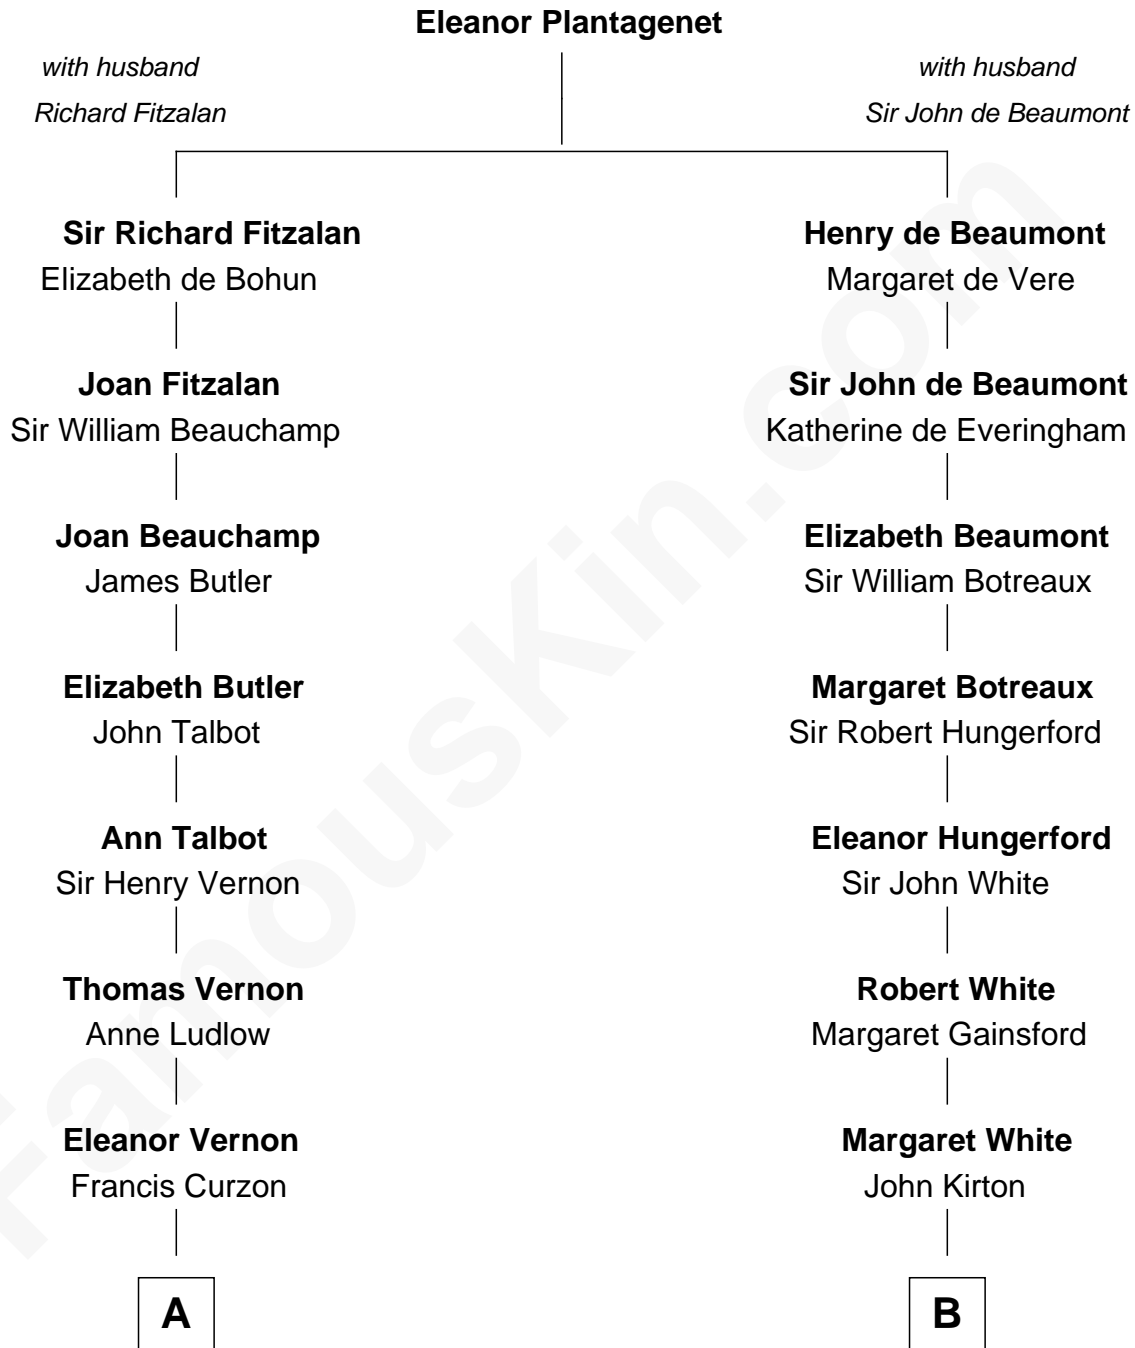 Eleanor Plantagenet
with husband
Richard Fitzalan
with husband
Sir John de Beaumont
Sir Richard Fitzalan
Elizabeth de Bohun
Henry de Beaumont
Margaret de Vere
Joan Fitzalan
Sir William Beauchamp
Sir John de Beaumont
Katherine de Everingham
Joan Beauchamp
James Butler
Elizabeth Beaumont
Sir William Botreaux
Elizabeth Butler
John Talbot
Margaret Botreaux
Sir Robert Hungerford
Ann Talbot
Sir Henry Vernon
Eleanor Hungerford
Sir John White
Thomas Vernon
Anne Ludlow
Robert White
Margaret Gainsford
Eleanor Vernon
Francis Curzon
Margaret White
John Kirton
A
B
FamousKin.com